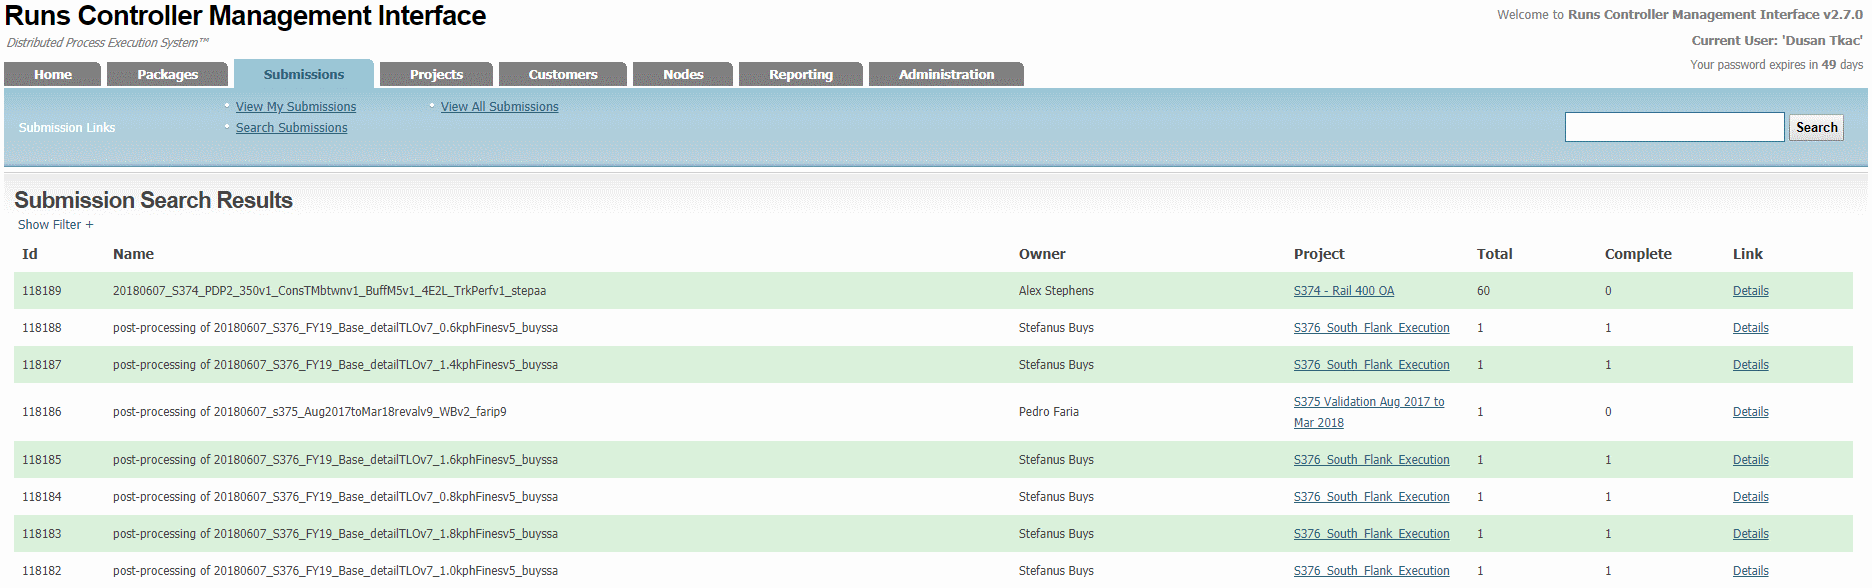 Runs Controller Management Interface
Distributed Process Execution System™
Welcome to Runs Controller Management Interface v2.7.0
Current User: 'Dusan Tkac'
Your password expires in 49 days
Home Packages Submissions Projects Customers Nodes Reporting Administration
Submission Links
View My Submissions
View All Submissions
Search Submissions
Search
Submission Search Results
Show Filter +
Id Name Owner Project Total Complete Link
118189 20180607_S374_PDP2_350v1_ConsTMbtwnv1_BuffM5v1_4E2L_TrkPerfv1_stepaa Alex Stephens S374 - Rail 400 OA 60 0 Details
118188 post-processing of 20180607_S376_FY19_Base_detailTLOv7_0.6kphFinesv5_buyssa Stefanus Buys S376_South_Flank_Execution 1 1 Details
118187 post-processing of 20180607_S376_FY19_Base_detailTLOv7_1.4kphFinesv5_buyssa Stefanus Buys S376_South_Flank_Execution 1 1 Details
118186 post-processing of 20180607_s375_Aug2017toMar18revalv9_WBv2_farip9 Pedro Faria S375 Validation Aug 2017 to 1 0 Details
Mar 2018
118185 post-processing of 20180607_S376_FY19_Base_detailTLOv7_1.6kphFinesv5_buyssa Stefanus Buys S376_South_Flank_Execution 1 1 Details
118184 post-processing of 20180607_S376_FY19_Base_detailTLOv7_0.8kphFinesv5_buyssa Stefanus Buys S376_South_Flank_Execution 1 1 Details
118183 post-processing of 20180607_S376_FY19_Base_detailTLOv7_1.8kphFinesv5_buyssa Stefanus Buys S376_South_Flank_Execution 1 1 Details
118182 post-processing of 20180607_S376_FY19_Base_detailTLOv7_1.0kphFinesv5_buyssa Stefanus Buys S376_South_Flank_Execution 1 1 Details